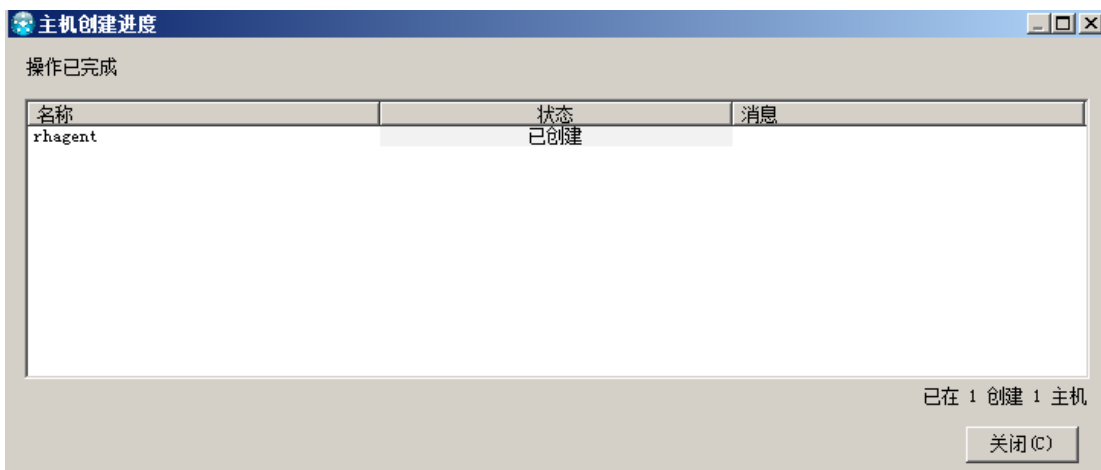 主机创建进度
操作已完成
名称 状态 消息
rhagent 已创建
已在 1 创建 1 主机
关闭(C)